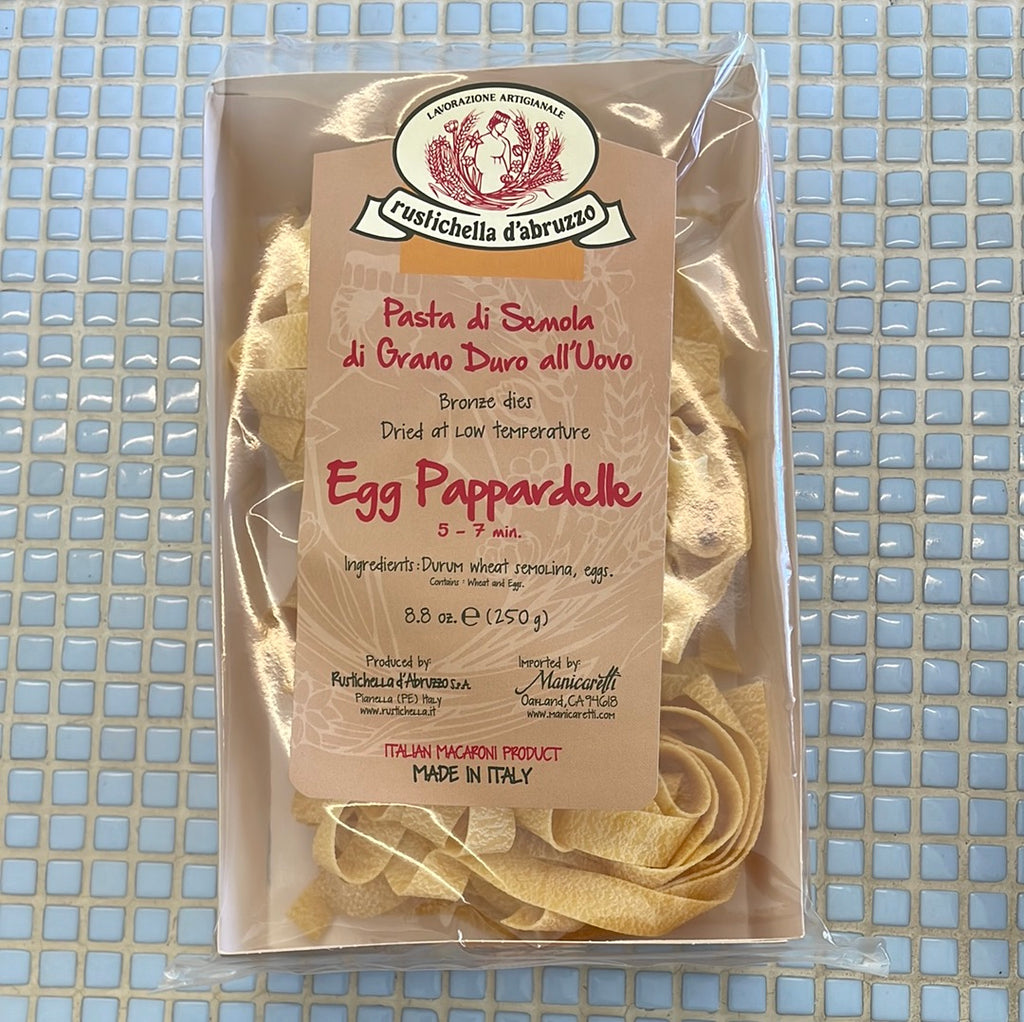 LAVORAZIONE ARTIGIANALE
rustichella d'abruzzo
Pasta di Semola
di Grano Duro all'Uovo
Bronze dies
Dried at low temperature
Egg Pappardelle
5 - 7 min.
Ingredients: Durum wheat semolina, eggs.
Contains: Wheat and Eggs.
8.8 oz. ℮ (250 g)
Produced by:
Rustichella d'Abruzzo S.p.A.
Pianella (PE) Italy
www.rustichella.it
Imported by:
Manicaretti
Oakland, CA 94618
www.manicaretti.com
ITALIAN MACARONI PRODUCT
MADE IN ITALY